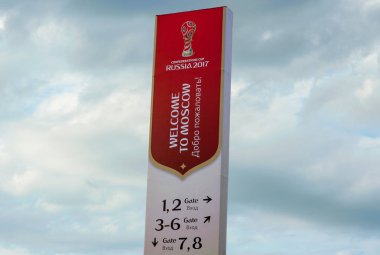 CONFEDERATIONS CUP
RUSSIA 2017
WELCOME
TO MOSCOW
Добро пожаловать!
1, 2 Gate →
Вход
3-6 Gate ↗
Вход
↓ Gate 7, 8
Вход